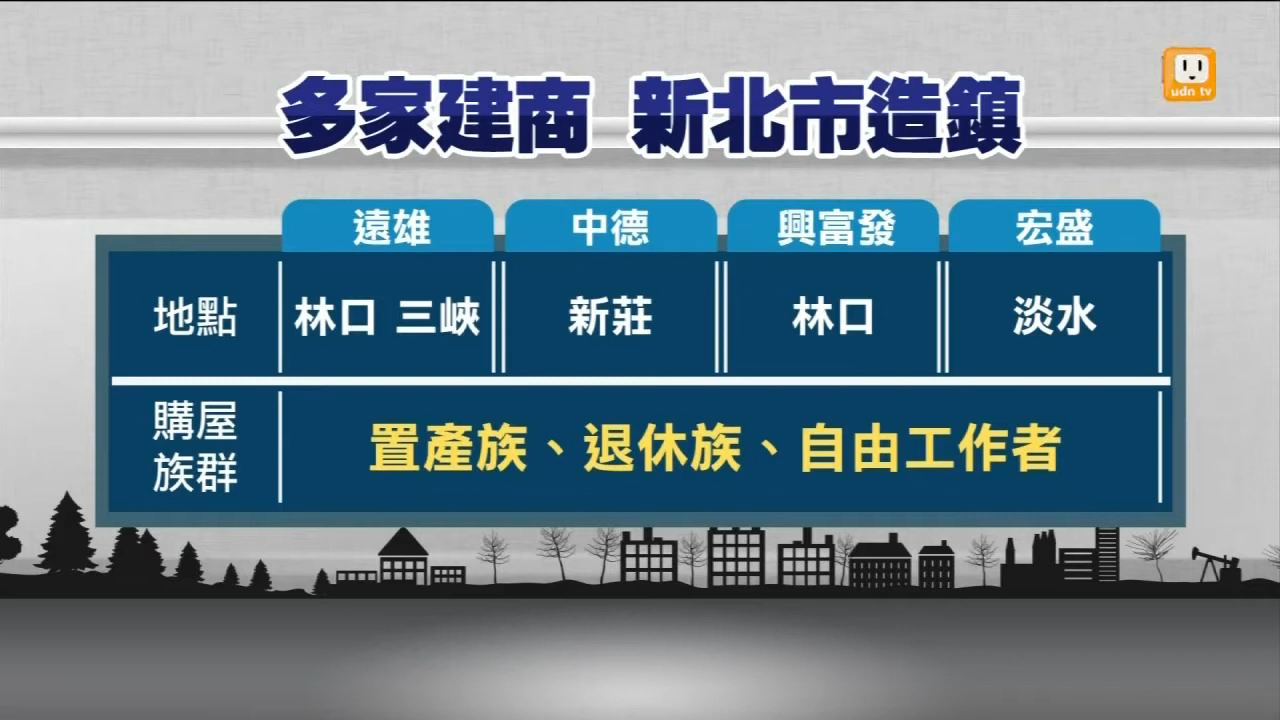 多家建商 新北市造鎮
udn tv
遠雄 中德 興富發 宏盛
地點 林口 三峽 新莊 林口 淡水
購屋
族群
置產族、退休族、自由工作者